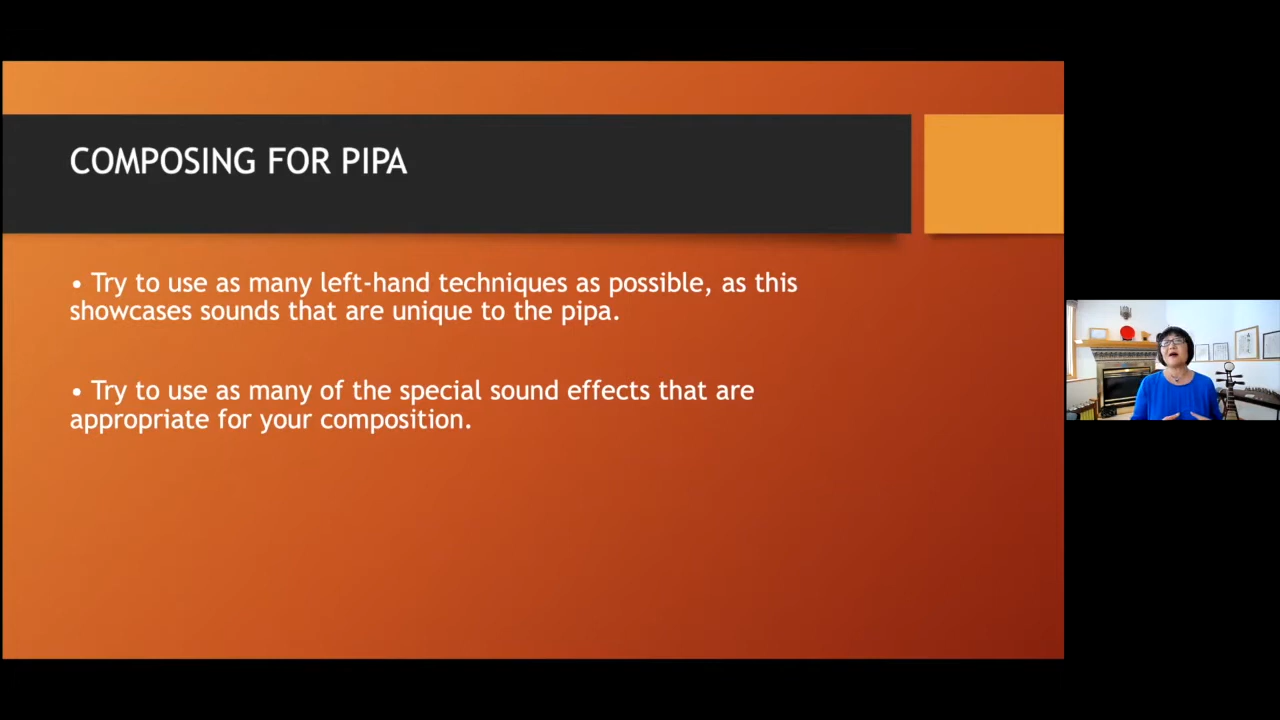 COMPOSING FOR PIPA
• Try to use as many left-hand techniques as possible, as this
showcases sounds that are unique to the pipa.
• Try to use as many of the special sound effects that are
appropriate for your composition.